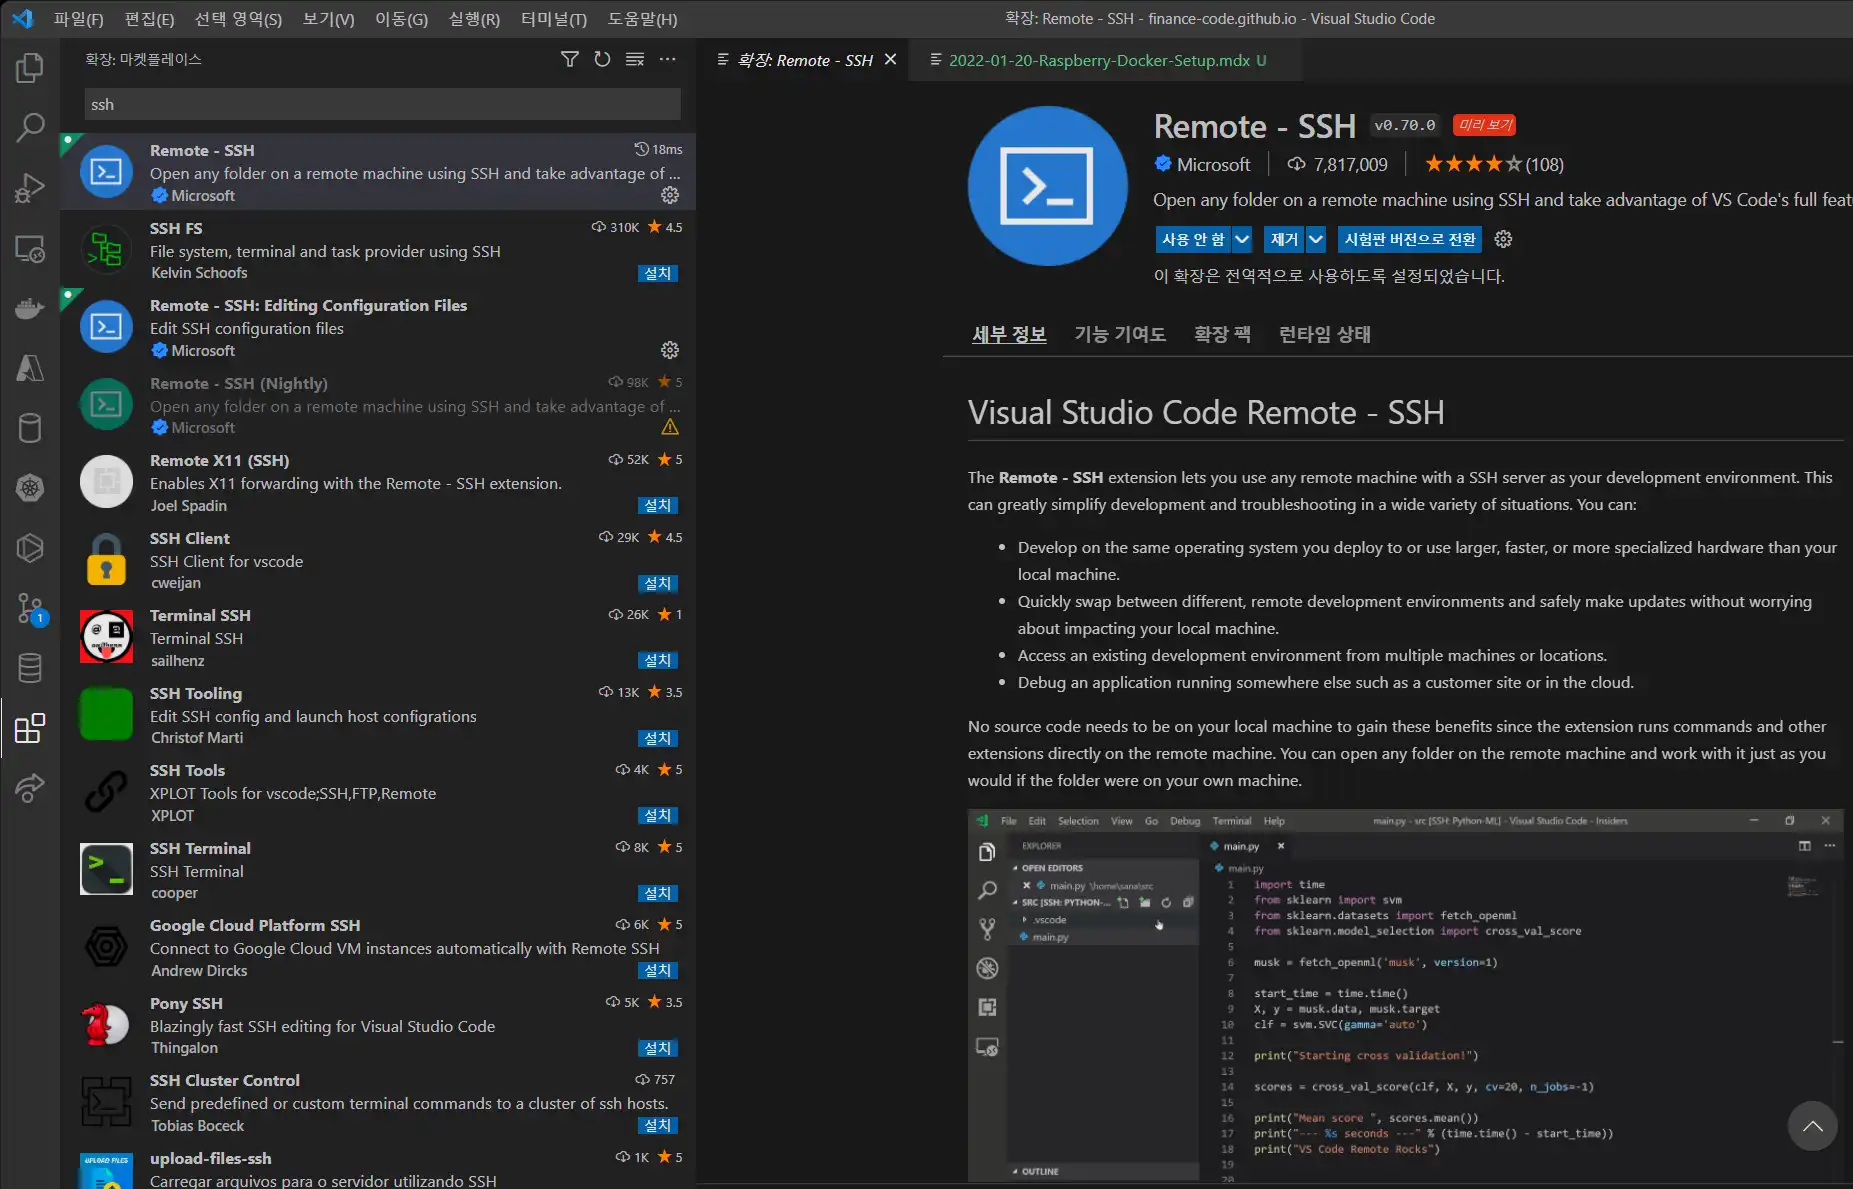 파일(F) 편집(E) 선택 영역(S) 보기(V) 이동(G) 실행(R) 터미널(T) 도움말(H) 확장: Remote - SSH - finance-code.github.io - Visual Studio Code
확장: 마켓플레이스
ssh
Remote - SSH 18ms
Open any folder on a remote machine using SSH and take advantage of ...
Microsoft
SSH FS 310K 4.5
File system, terminal and task provider using SSH
Kelvin Schoofs 설치
Remote - SSH: Editing Configuration Files
Edit SSH configuration files
Microsoft
Remote - SSH (Nightly) 98K 5
Open any folder on a remote machine using SSH and take advantage of ...
Microsoft
Remote X11 (SSH) 52K 5
Enables X11 forwarding with the Remote - SSH extension.
Joel Spadin 설치
SSH Client 29K 4.5
SSH Client for vscode
cweijan 설치
Terminal SSH 26K 1
Terminal SSH
sailhenz 설치
SSH Tooling 13K 3.5
Edit SSH config and launch host configrations
Christof Marti 설치
SSH Tools 4K 5
XPLOT Tools for vscode;SSH,FTP,Remote
XPLOT 설치
SSH Terminal 8K 5
SSH Terminal
cooper 설치
Google Cloud Platform SSH 6K 5
Connect to Google Cloud VM instances automatically with Remote SSH
Andrew Dircks 설치
Pony SSH 5K 3.5
Blazingly fast SSH editing for Visual Studio Code
Thingalon 설치
SSH Cluster Control 757
Send predefined or custom terminal commands to a cluster of ssh hosts.
Tobias Boceck 설치
UPLOAD FILES
upload-files-ssh 1K 5
Carregar arquivos para o servidor utilizando SSH
1
확장: Remote - SSH 2022-01-20-Raspberry-Docker-Setup.mdx U
Remote - SSH v0.70.0 미리 보기
Microsoft 7,817,009 (108)
Open any folder on a remote machine using SSH and take advantage of VS Code's full feat
사용 안 함 제거 시험판 버전으로 전환
이 확장은 전역적으로 사용하도록 설정되었습니다.
세부 정보 기능 기여도 확장 팩 런타임 상태
Visual Studio Code Remote - SSH
The Remote - SSH extension lets you use any remote machine with a SSH server as your development environment. This
can greatly simplify development and troubleshooting in a wide variety of situations. You can:
• Develop on the same operating system you deploy to or use larger, faster, or more specialized hardware than your
local machine.
• Quickly swap between different, remote development environments and safely make updates without worrying
about impacting your local machine.
• Access an existing development environment from multiple machines or locations.
• Debug an application running somewhere else such as a customer site or in the cloud.
No source code needs to be on your local machine to gain these benefits since the extension runs commands and other
extensions directly on the remote machine. You can open any folder on the remote machine and work with it just as you
would if the folder were on your own machine.
File Edit Selection View Go Debug Terminal Help main.py - src [SSH: Python-ML] - Visual Studio Code - Insiders
EXPLORER
OPEN EDITORS
main.py \home\sana\src
SRC [SSH: PYTHON-...
.vscode
main.py
OUTLINE
main.py
main.py
1 import time
2 from sklearn import svm
3 from sklearn.datasets import fetch_openml
4 from sklearn.model_selection import cross_val_score
5
6 musk = fetch_openml('musk', version=1)
7
8 start_time = time.time()
9 X, y = musk.data, musk.target
10 clf = svm.SVC(gamma='auto')
11
12 print("Starting cross validation!")
13
14 scores = cross_val_score(clf, X, y, cv=20, n_jobs=-1)
15
16 print("Mean score ", scores.mean())
17 print("--- %s seconds ---" % (time.time() - start_time))
18 print("VS Code Remote Rocks")
19
20